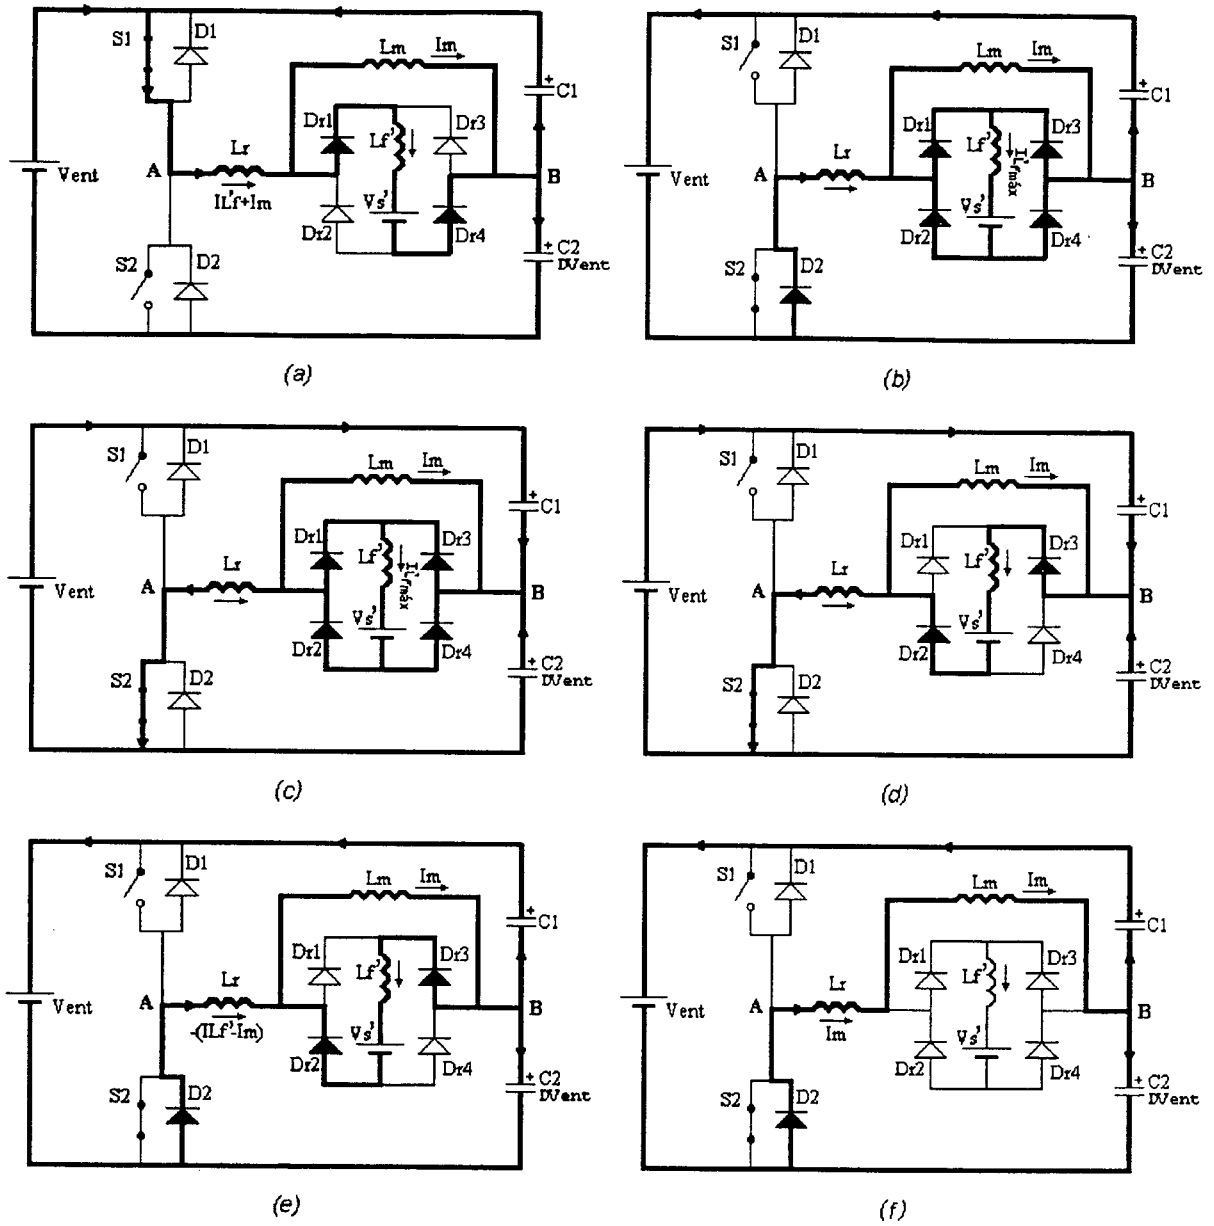 S1 D1 Lm Im
C1
Dr1 Lf' Dr3
Vent A Lr B
IL'f+Im Vs'
Dr2 Dr4
S2 D2 C2
DVent
(a)
S1 D1 Lm Im
C1
Dr1 Lf' Dr3
IL'fmáx
Vent A Lr B
Vs'
Dr2 Dr4
S2 D2 C2
DVent
(b)
S1 D1 Lm Im
C1
Dr1 Lf' Dr3
IL'fmáx
Vent A Lr B
Vs'
Dr2 Dr4
S2 D2 C2
DVent
(c)
S1 D1 Lm Im
C1
Dr1 Lf' Dr3
Vent A Lr B
Vs'
Dr2 Dr4
S2 D2 C2
DVent
(d)
S1 D1 Lm Im
C1
Dr1 Lf' Dr3
Vent A Lr B
-(ILf'-Im) Vs'
Dr2 Dr4
S2 D2 C2
DVent
(e)
S1 D1 Lm Im
C1
Dr1 Lf' Dr3
Vent A Lr B
Im Vs'
Dr2 Dr4
S2 D2 C2
DVent
(f)